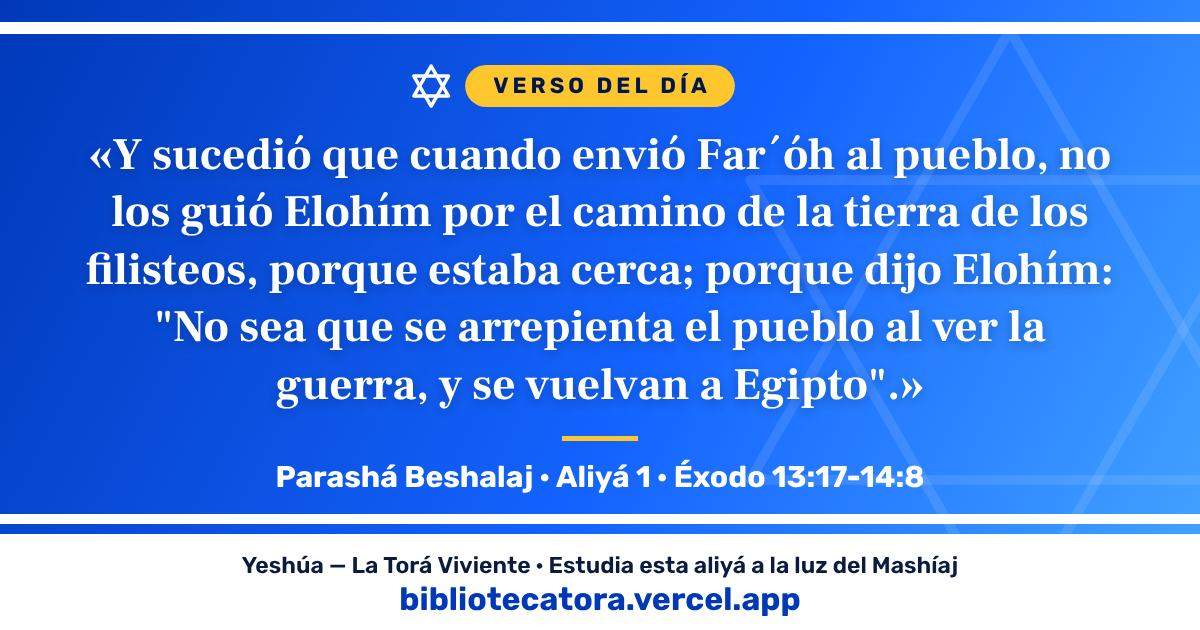 VERSO DEL DÍA
«Y sucedió que cuando envió Far´óh al pueblo, no
los guió Elohím por el camino de la tierra de los
filisteos, porque estaba cerca; porque dijo Elohím:
"No sea que se arrepienta el pueblo al ver la
guerra, y se vuelvan a Egipto".»
Parashá Beshalaj • Aliyá 1 • Éxodo 13:17-14:8
Yeshúa — La Torá Viviente • Estudia esta aliyá a la luz del Mashíaj
bibliotecatora.vercel.app